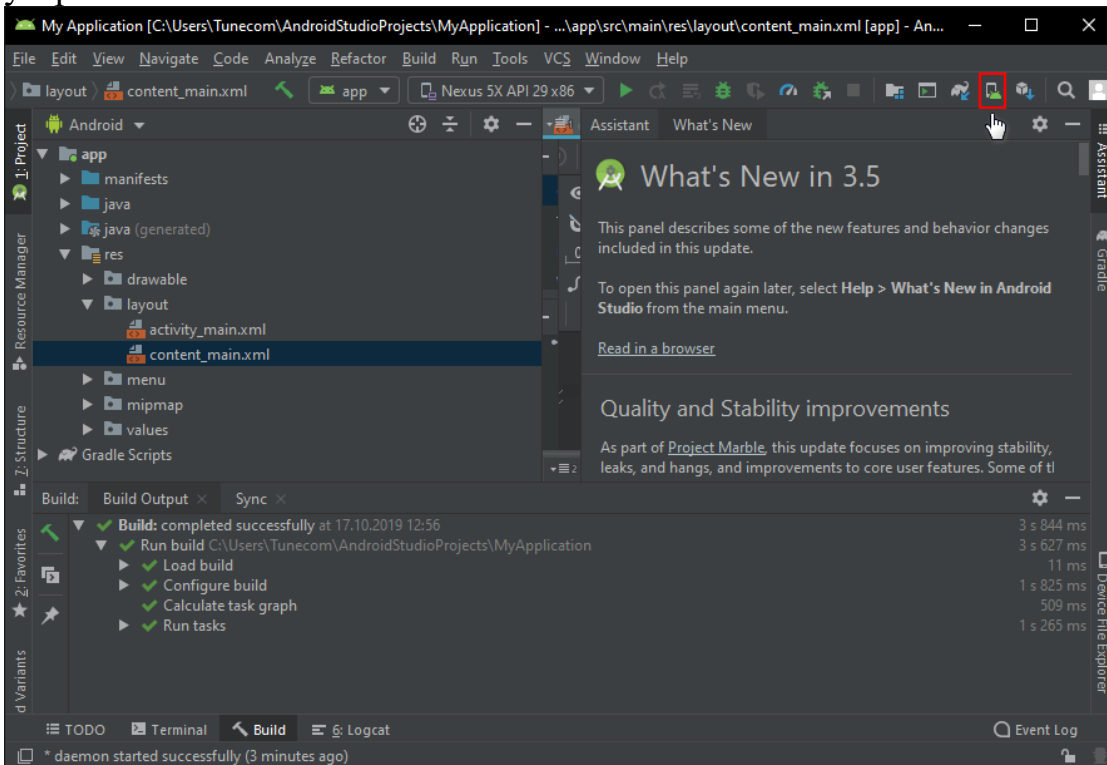 My Application [C:\Users\Tunecom\AndroidStudioProjects\MyApplication] - ...\app\src\main\res\layout\content_main.xml [app] - An...
File Edit View Navigate Code Analyze Refactor Build Run Tools VCS Window Help
layout content_main.xml app Nexus 5X API 29 x86
1: Project
Resource Manager
Z: Structure
2: Favorites
d Variants
Android
app
manifests
java
java (generated)
res
drawable
layout
activity_main.xml
content_main.xml
menu
mipmap
values
Gradle Scripts
Assistant What's New
What's New in 3.5
This panel describes some of the new features and behavior changes
included in this update.
To open this panel again later, select Help > What's New in Android
Studio from the main menu.
Read in a browser
Quality and Stability improvements
As part of Project Marble, this update focuses on improving stability,
leaks, and hangs, and improvements to core user features. Some of
2
Assistant
Gradle
Device File Explorer
Build: Build Output Sync
Build: completed successfully at 17.10.2019 12:56 3 s 844 ms
Run build C:\Users\Tunecom\AndroidStudioProjects\MyApplication 3 s 627 ms
Load build 11 ms
Configure build 1 s 825 ms
Calculate task graph 509 ms
Run tasks 1 s 265 ms
TODO Terminal Build 6: Logcat Event Log
* daemon started successfully (3 minutes ago)